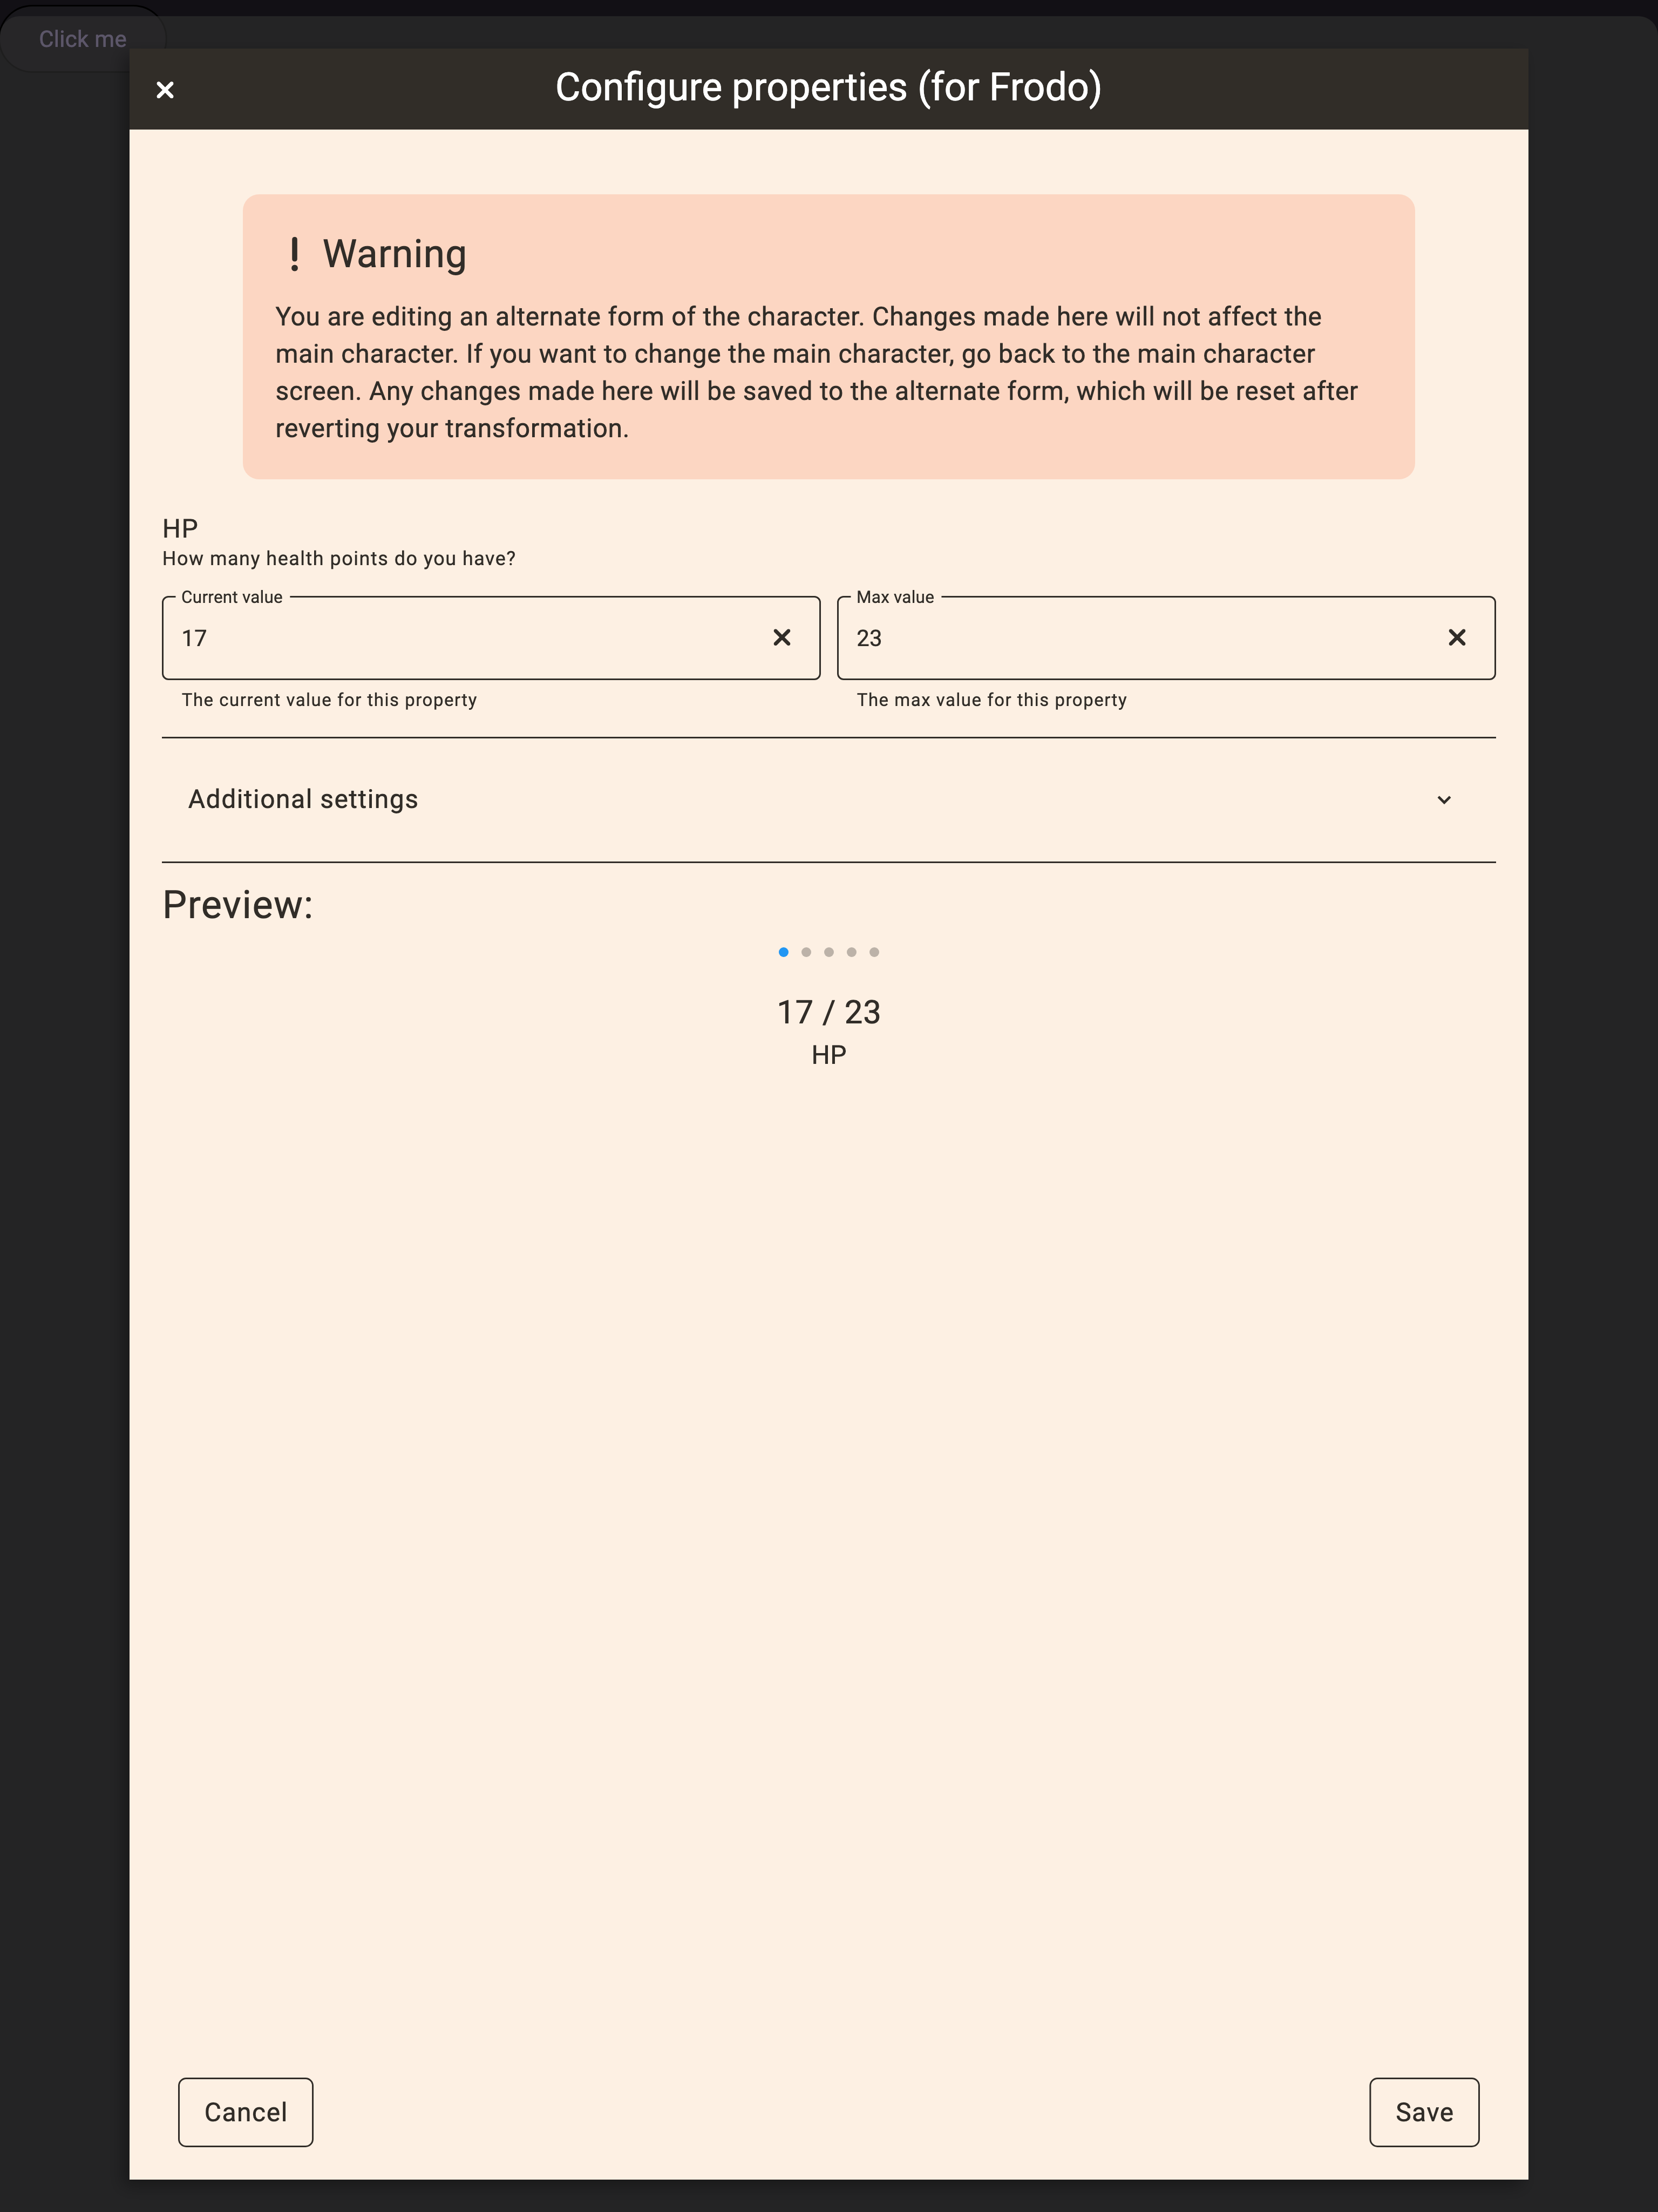 Click me
Configure properties (for Frodo)
Warning
You are editing an alternate form of the character. Changes made here will not affect the
main character. If you want to change the main character, go back to the main character
screen. Any changes made here will be saved to the alternate form, which will be reset after
reverting your transformation.
HP
How many health points do you have?
Current value
17
The current value for this property
Max value
23
The max value for this property
Additional settings
Preview:
17 / 23
HP
Cancel
Save